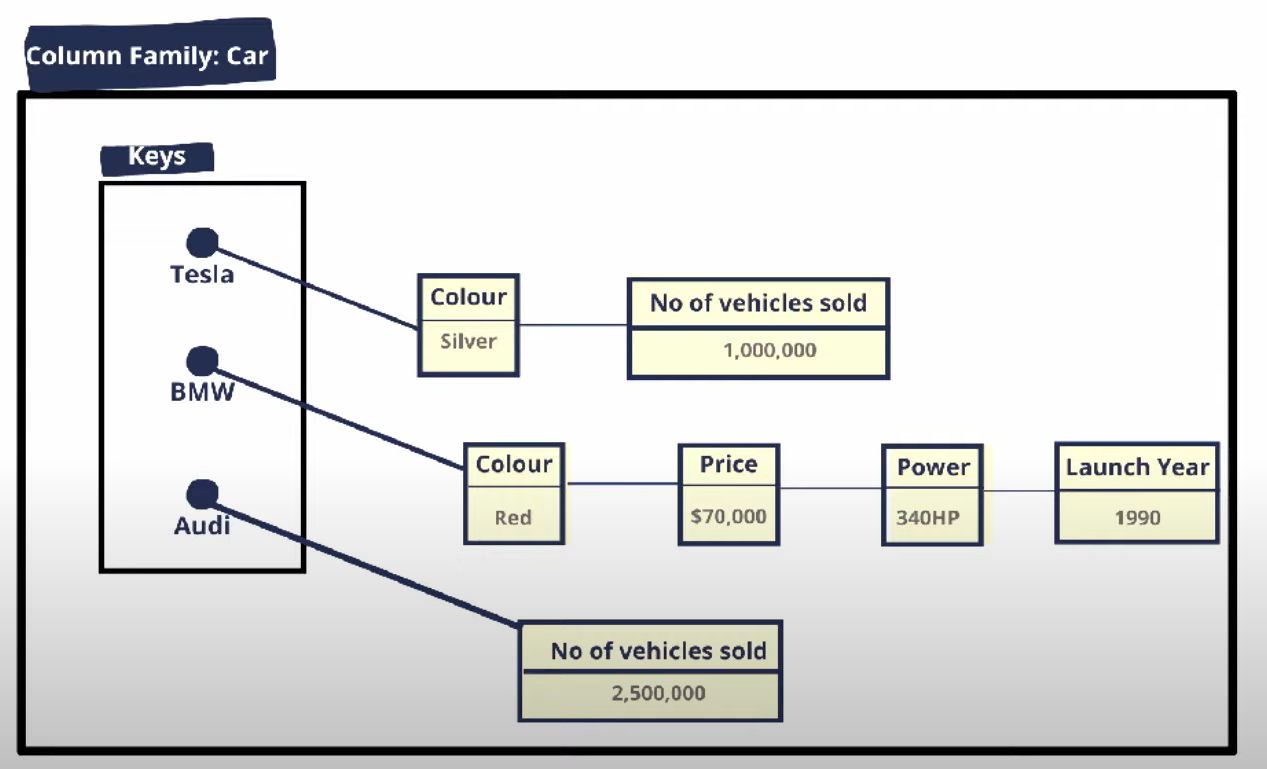 Column Family: Car
Keys
Tesla
Colour
Silver
No of vehicles sold
1,000,000
BMW
Colour
Red
Price
$70,000
Power
340HP
Launch Year
1990
Audi
No of vehicles sold
2,500,000